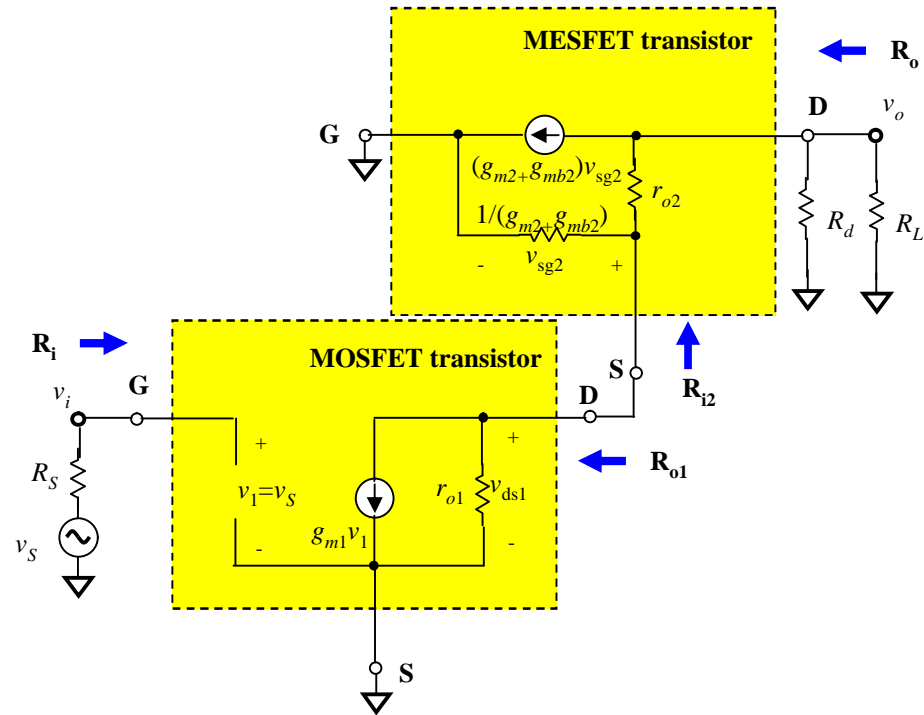 MESFET transistor
Ro
G
D
vo
(gm2+gmb2)vsg2
ro2
1/(gm2+gmb2)
Rd
RL
-
vsg2
+
Ri
MOSFET transistor
S
Ri2
vi
G
D
+
+
Ro1
RS
v1=vS
ro1
vds1
vS
-
gm1v1
-
S